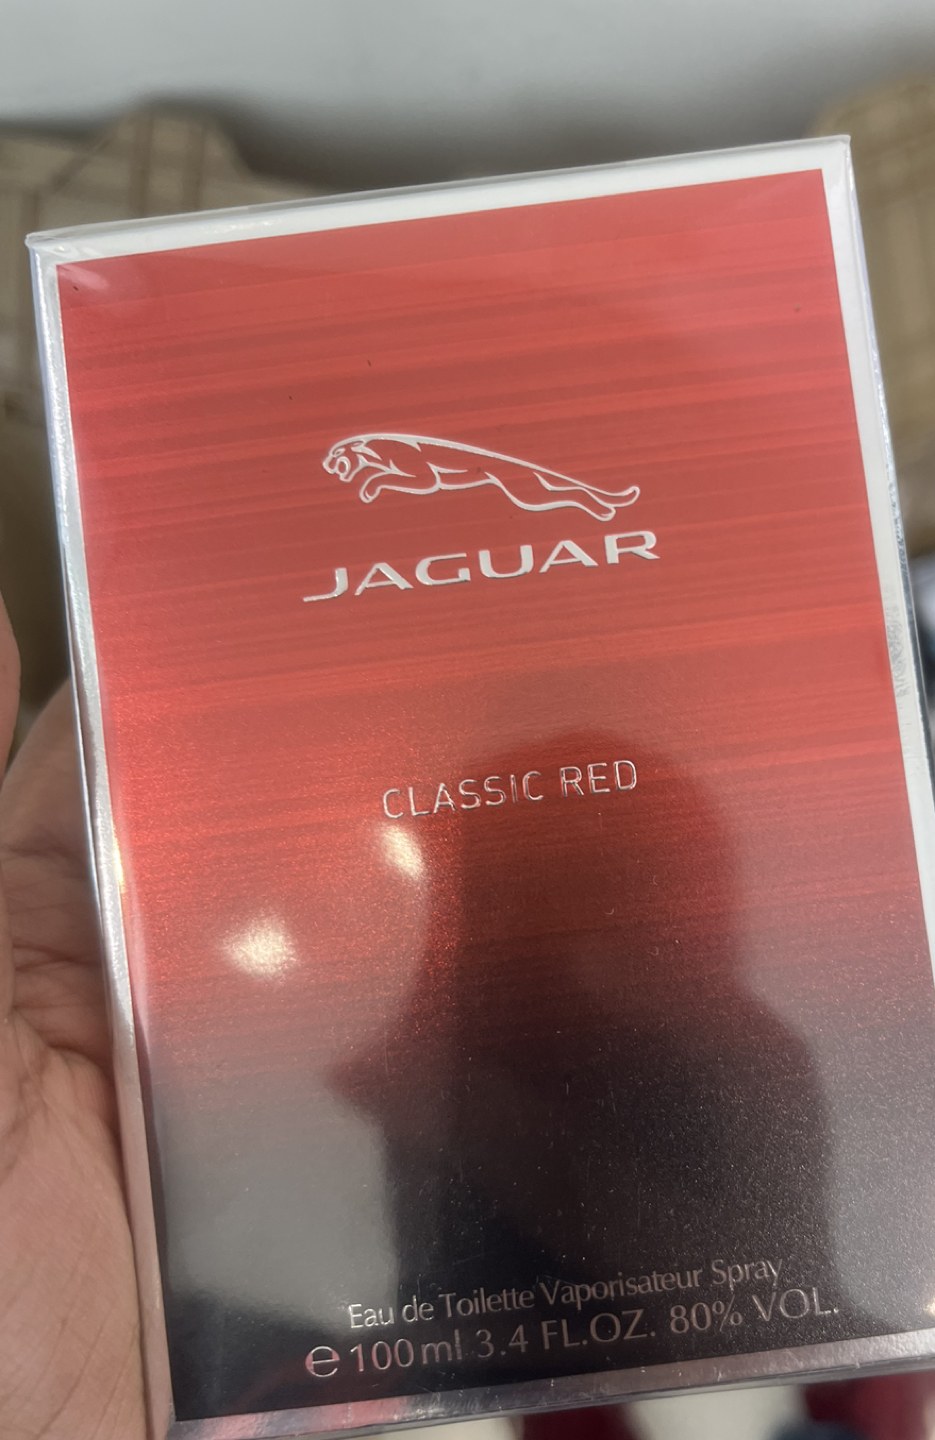 JAGUAR
CLASSIC RED
Eau de Toilette Vaporisateur Spray
℮ 100 ml 3.4 FL.OZ. 80% VOL.